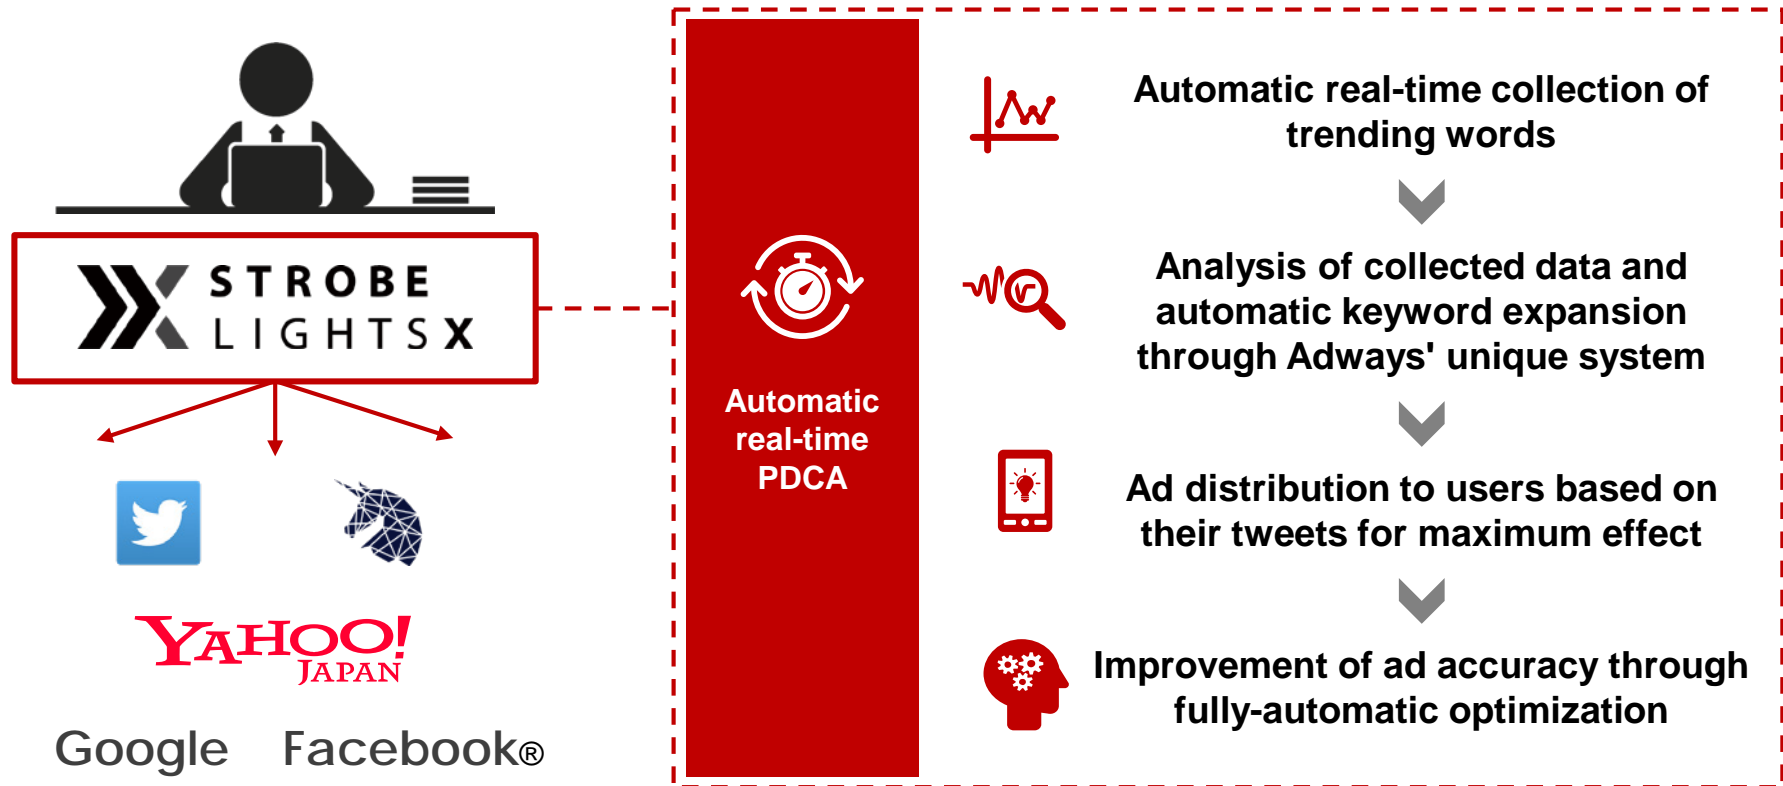 STROBE
LIGHTS X
YAHOO!
JAPAN
Google
Facebook®
Automatic
real-time
PDCA
Automatic real-time collection of
trending words
Analysis of collected data and
automatic keyword expansion
through Adways' unique system
Ad distribution to users based on
their tweets for maximum effect
Improvement of ad accuracy through
fully-automatic optimization